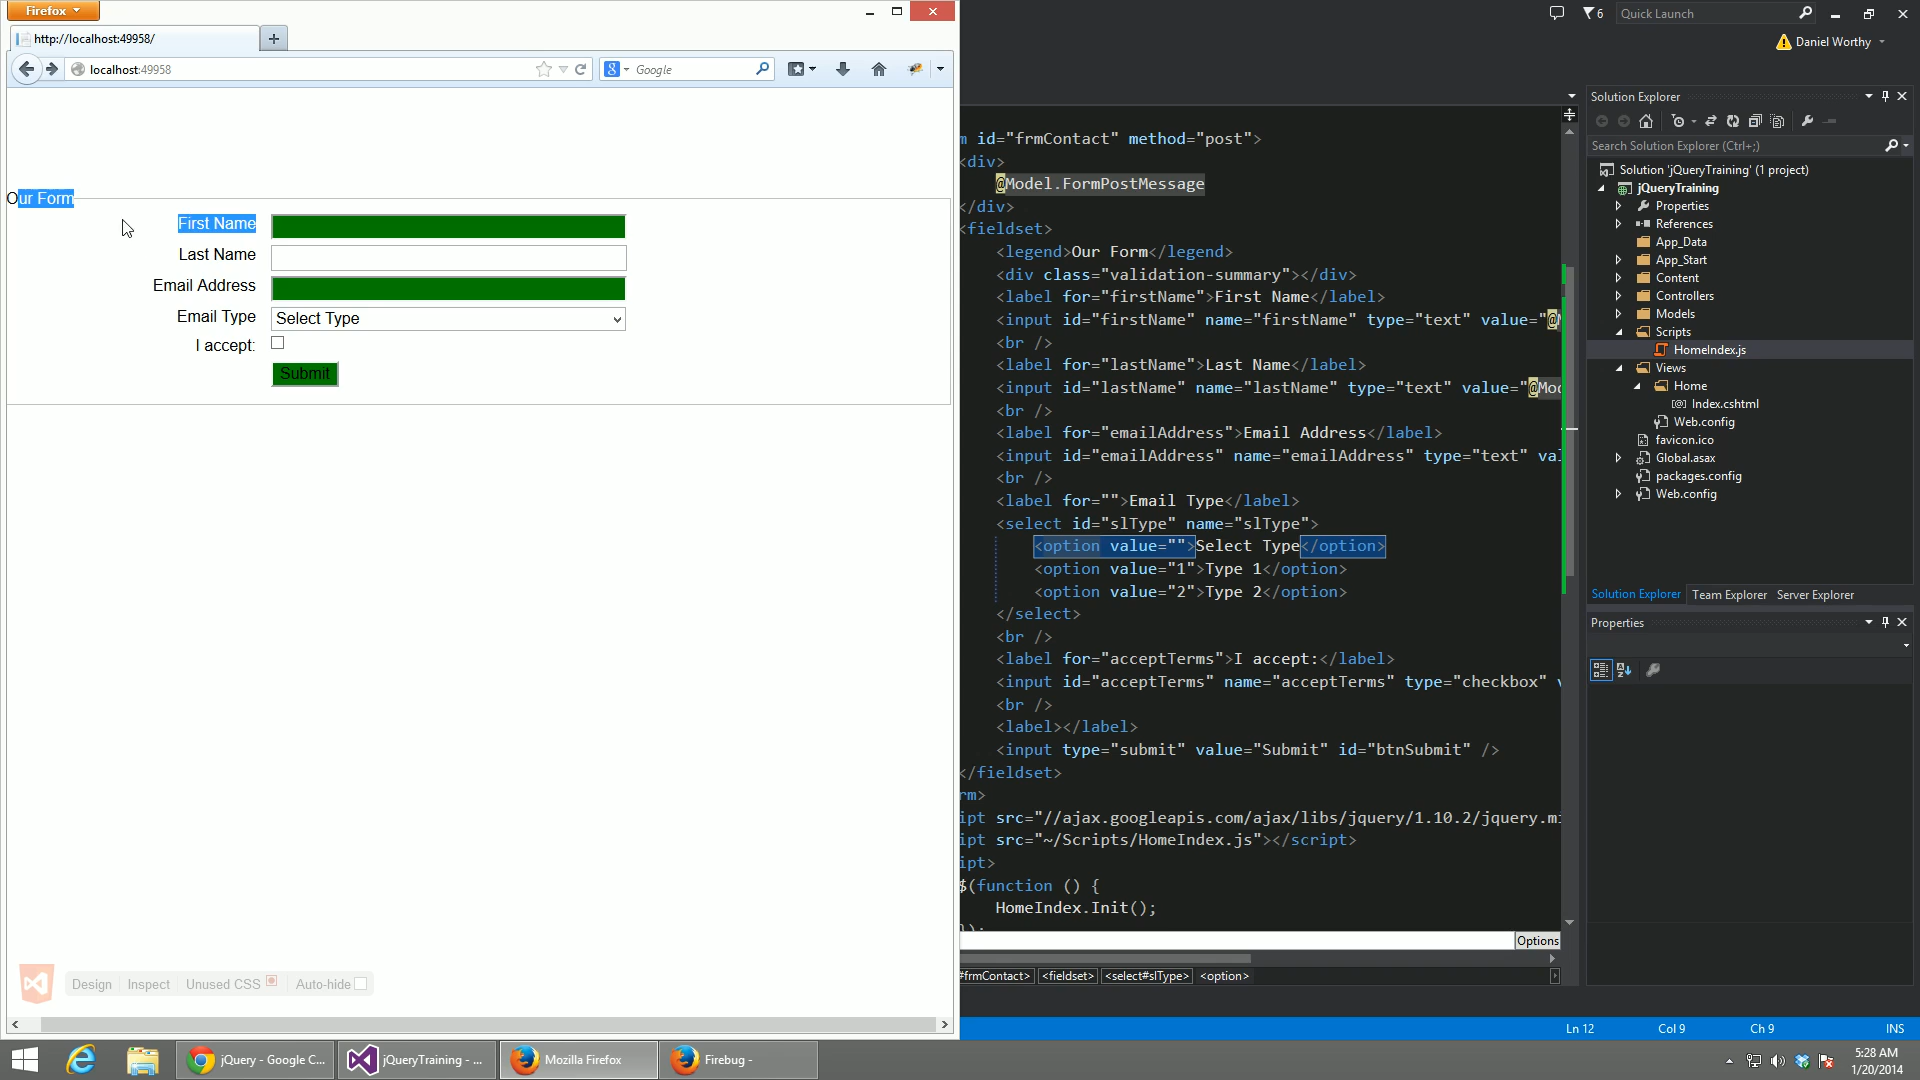 Firefox
http://localhost:49958/
localhost:49958
Google
Our Form
First Name
Last Name
Email Address
Email Type
Select Type
I accept:
Submit
Design
Inspect
Unused CSS
Auto-hide
6
Quick Launch
Daniel Worthy
m id="frmContact" method="post">
<div>
@Model.FormPostMessage
</div>
<fieldset>
<legend>Our Form</legend>
<div class="validation-summary"></div>
<label for="firstName">First Name</label>
<input id="firstName" name="firstName" type="text" value="@M
<br />
<label for="lastName">Last Name</label>
<input id="lastName" name="lastName" type="text" value="@Mod
<br />
<label for="emailAddress">Email Address</label>
<input id="emailAddress" name="emailAddress" type="text" val
<br />
<label for="">Email Type</label>
<select id="slType" name="slType">
<option value="">Select Type</option>
<option value="1">Type 1</option>
<option value="2">Type 2</option>
</select>
<br />
<label for="acceptTerms">I accept:</label>
<input id="acceptTerms" name="acceptTerms" type="checkbox" v
<br />
<label></label>
<input type="submit" value="Submit" id="btnSubmit" />
</fieldset>
rm>
ipt src="//ajax.googleapis.com/ajax/libs/jquery/1.10.2/jquery.mi
ipt src="~/Scripts/HomeIndex.js"></script>
ipt>
$(function () {
HomeIndex.Init();
});
Options
#frmContact> <fieldset> <select#slType> <option>
Solution Explorer
Search Solution Explorer (Ctrl+;)
Solution 'jQueryTraining' (1 project)
jQueryTraining
Properties
References
App_Data
App_Start
Content
Controllers
Models
Scripts
HomeIndex.js
Views
Home
Index.cshtml
Web.config
favicon.ico
Global.asax
packages.config
Web.config
Solution Explorer Team Explorer Server Explorer
Properties
Ln 12 Col 9 Ch 9 INS
jQuery - Google C...
jQueryTraining - ...
Mozilla Firefox
Firebug -
5:28 AM
1/20/2014